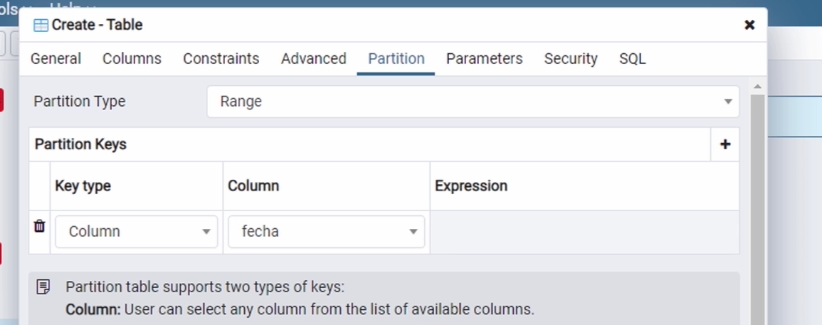 Create - Table
General Columns Constraints Advanced Partition Parameters Security SQL
Partition Type Range
Partition Keys
Key type Column Expression
Column fecha
Partition table supports two types of keys:
Column: User can select any column from the list of available columns.